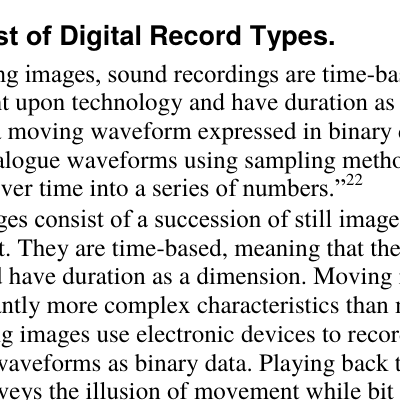 st of Digital Record Types.
ng images, sound recordings are time-ba
t upon technology and have duration as
moving waveform expressed in binary
alogue waveforms using sampling metho
ver time into a series of numbers.”22
ges consist of a succession of still image
t. They are time-based, meaning that the
d have duration as a dimension. Moving
antly more complex characteristics than
ng images use electronic devices to recor
waveforms as binary data. Playing back t
veys the illusion of movement while bit